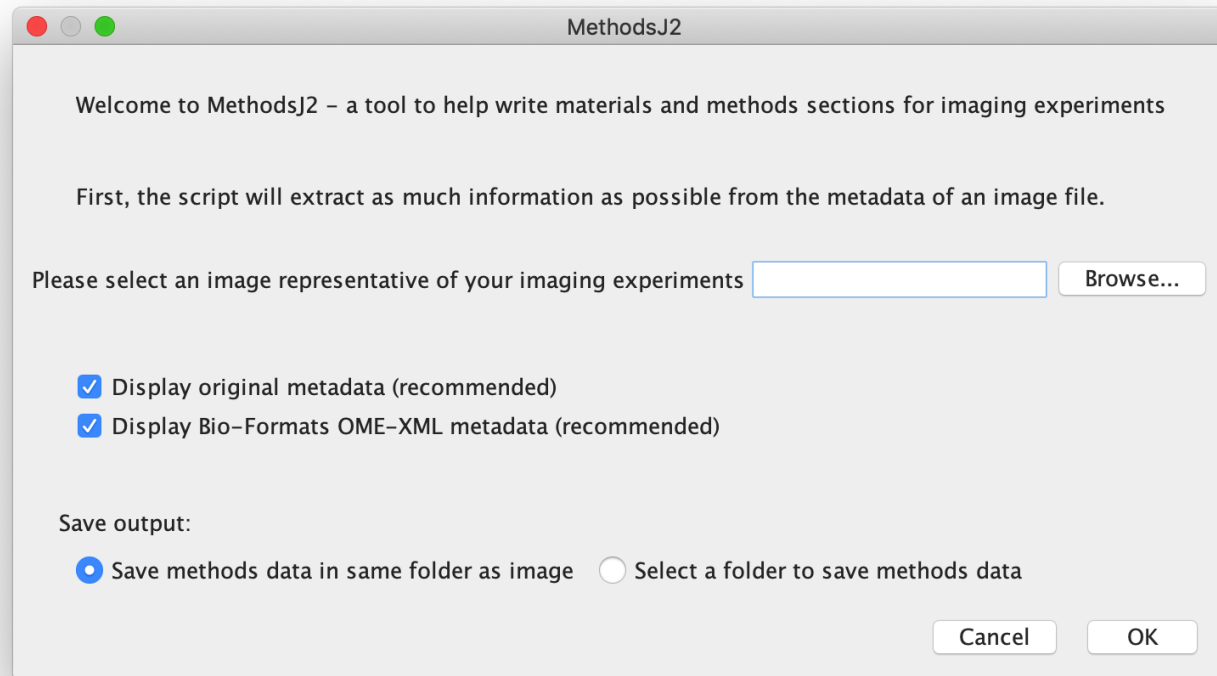 MethodsJ2
Welcome to MethodsJ2 – a tool to help write materials and methods sections for imaging experiments
First, the script will extract as much information as possible from the metadata of an image file.
Please select an image representative of your imaging experiments Browse...
Display original metadata (recommended)
Display Bio-Formats OME-XML metadata (recommended)
Save output:
Save methods data in same folder as image Select a folder to save methods data
Cancel OK